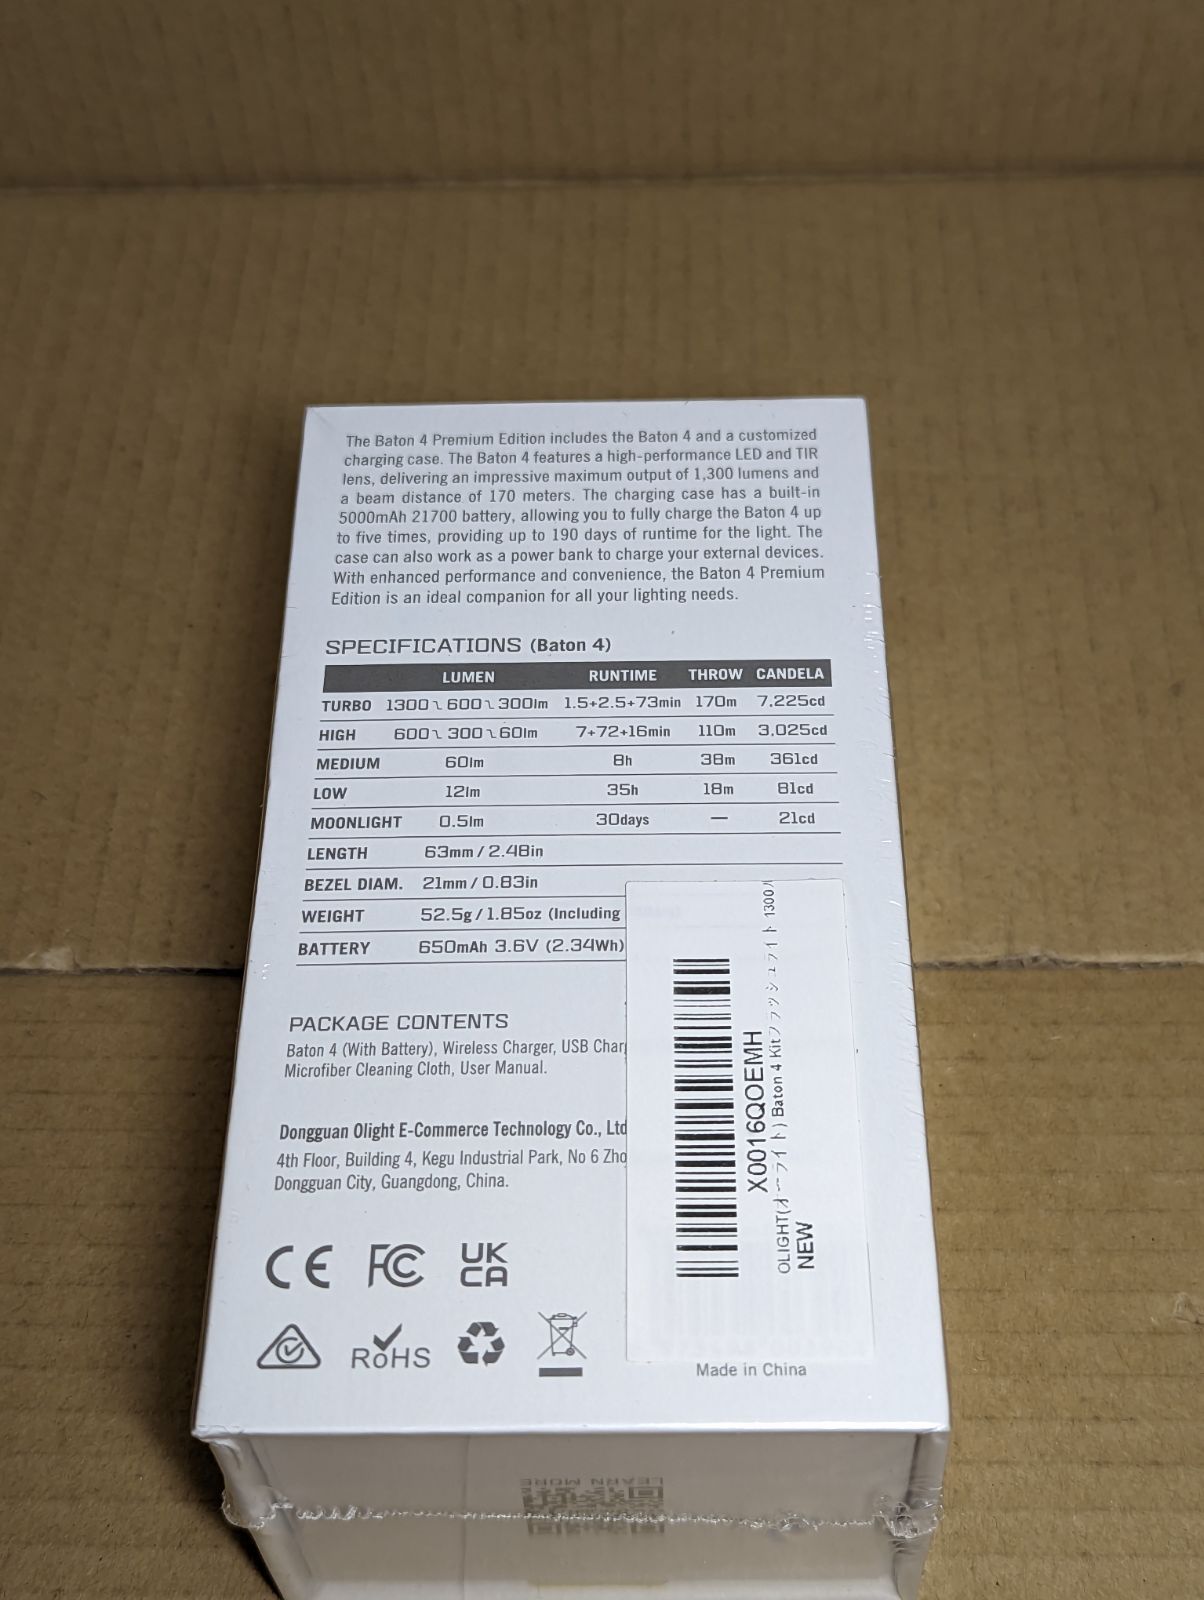 The Baton 4 Premium Edition includes the Baton 4 and a customized
charging case. The Baton 4 features a high-performance LED and TIR
lens, delivering an impressive maximum output of 1,300 lumens and
a beam distance of 170 meters. The charging case has a built-in
5000mAh 21700 battery, allowing you to fully charge the Baton 4 up
to five times, providing up to 190 days of runtime for the light. The
case can also work as a power bank to charge your external devices.
With enhanced performance and convenience, the Baton 4 Premium
Edition is an ideal companion for all your lighting needs.
SPECIFICATIONS (Baton 4)
LUMEN RUNTIME THROW CANDELA
TURBO 1300 ~ 600 ~ 300lm 1.5+2.5+73min 170m 7,225cd
HIGH 600 ~ 300 ~ 60lm 7+72+16min 110m 3,025cd
MEDIUM 60lm 8h 38m 361cd
LOW 12lm 35h 18m 81cd
MOONLIGHT 0.5lm 30days — 21cd
LENGTH 63mm / 2.48in
BEZEL DIAM. 21mm / 0.83in
WEIGHT 52.5g / 1.85oz (Including
BATTERY 650mAh 3.6V (2.34Wh)
PACKAGE CONTENTS
Baton 4 (With Battery), Wireless Charger, USB Char
Microfiber Cleaning Cloth, User Manual.
Dongguan Olight E-Commerce Technology Co., Ltd
4th Floor, Building 4, Kegu Industrial Park, No 6 Zho
Dongguan City, Guangdong, China.
CE FC UK CA
RoHS
Made in China
X0016QOEMH
OLIGHT(オーライト) Baton 4 Kit フラッシュライト 1300
NEW
LEARN MORE